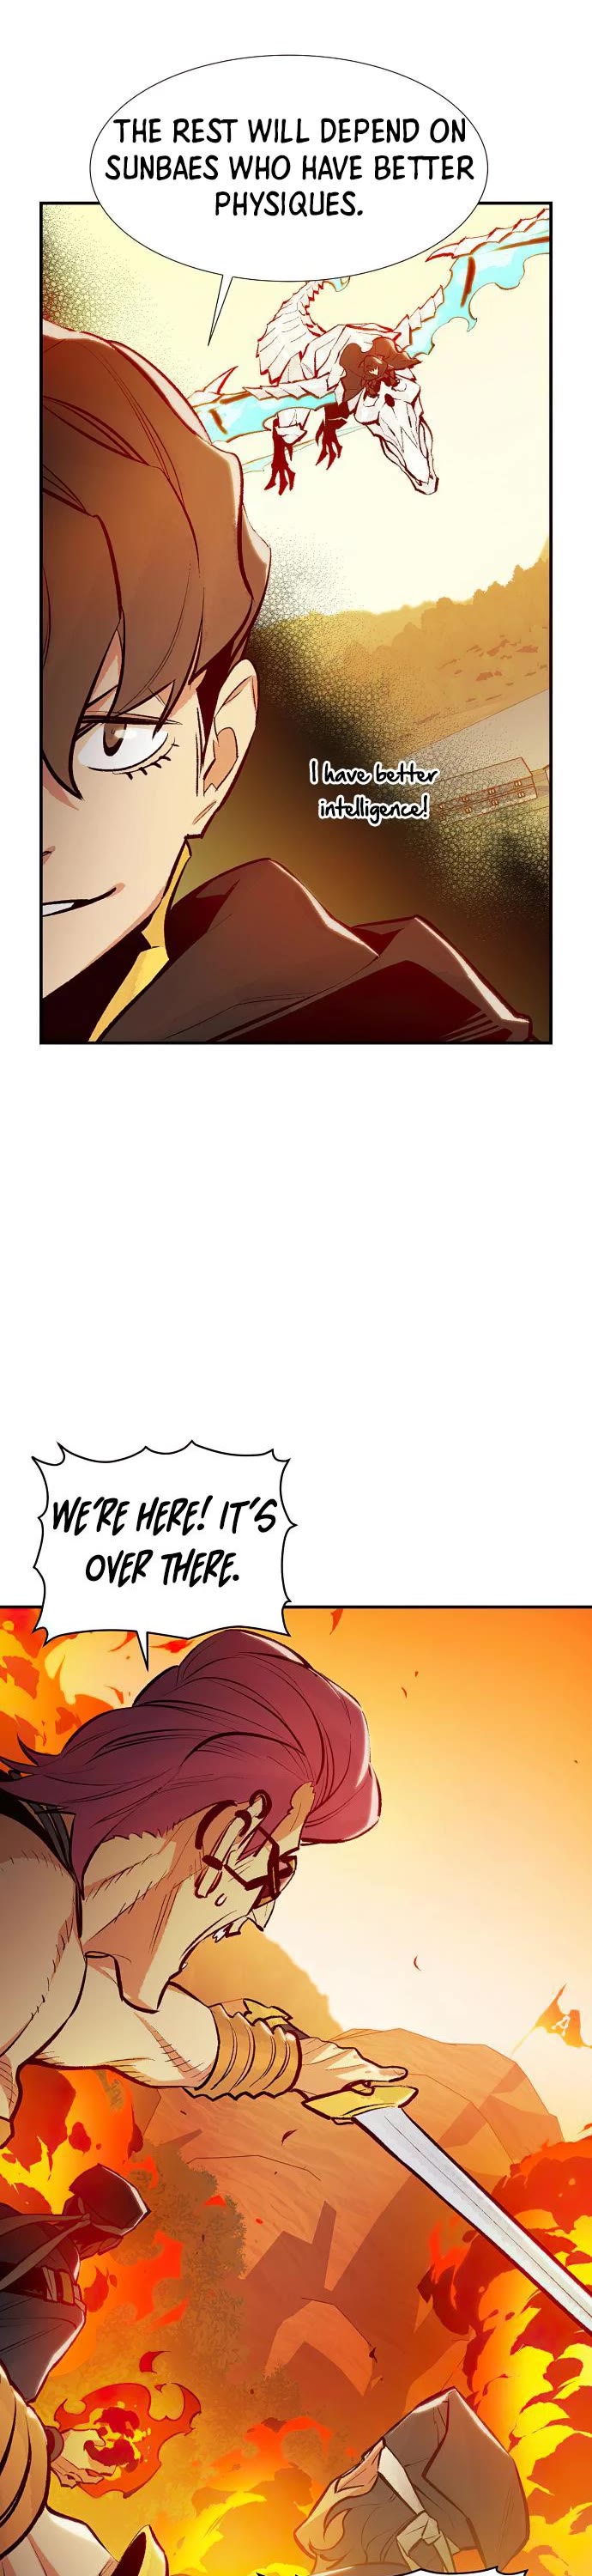 THE REST WILL DEPEND ON
SUNBAES WHO HAVE BETTER
PHYSIQUES.
I have better
intelligence!
WE'RE HERE! IT'S
OVER THERE.